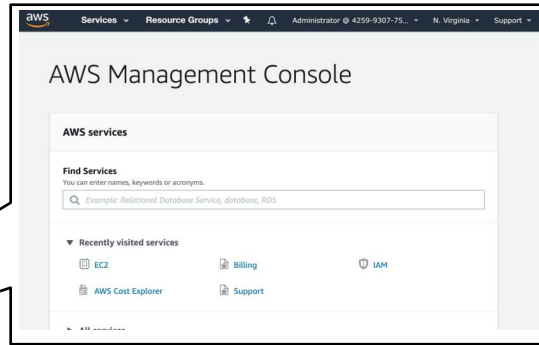 aws Services Resource Groups Administrator @ 4259-9307-75... N. Virginia Support
AWS Management Console
AWS services
Find Services
You can enter names, keywords or acronyms.
Example: Relational Database Service, database, RDS
Recently visited services
EC2 Billing IAM
AWS Cost Explorer Support
All services